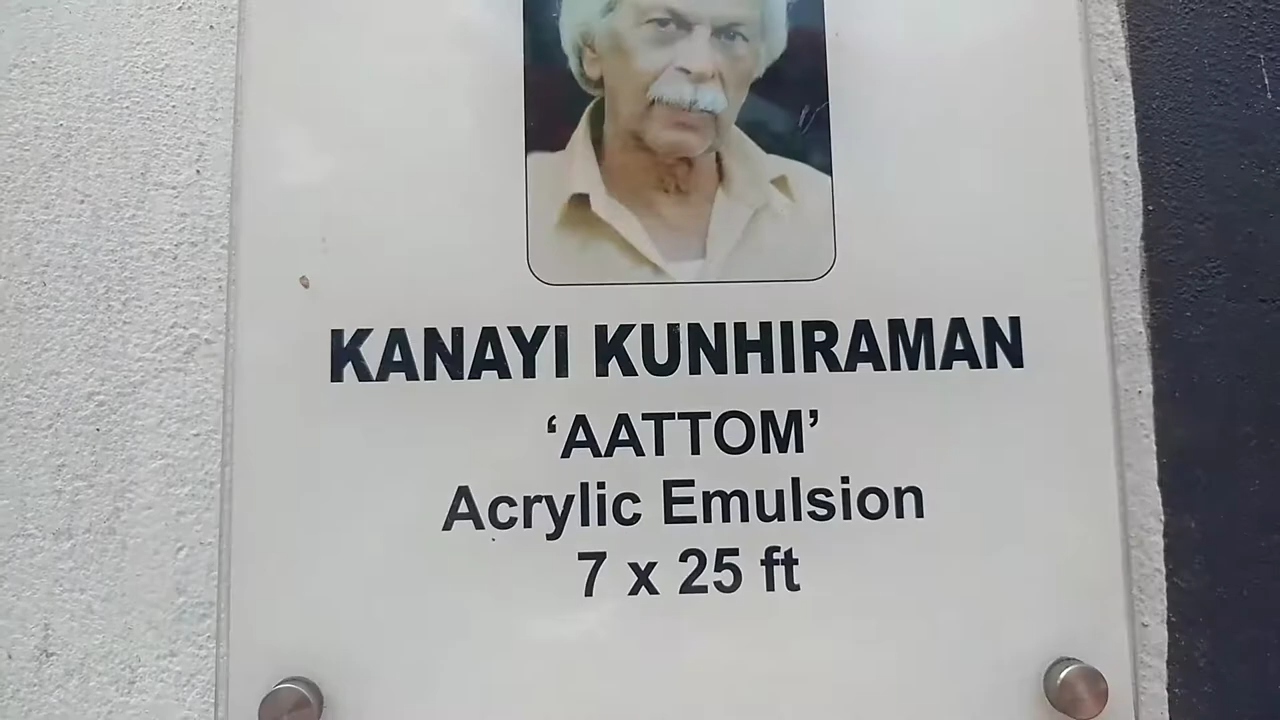 KANAYI KUNHIRAMAN
‘AATTOM’
Acrylic Emulsion
7 x 25 ft